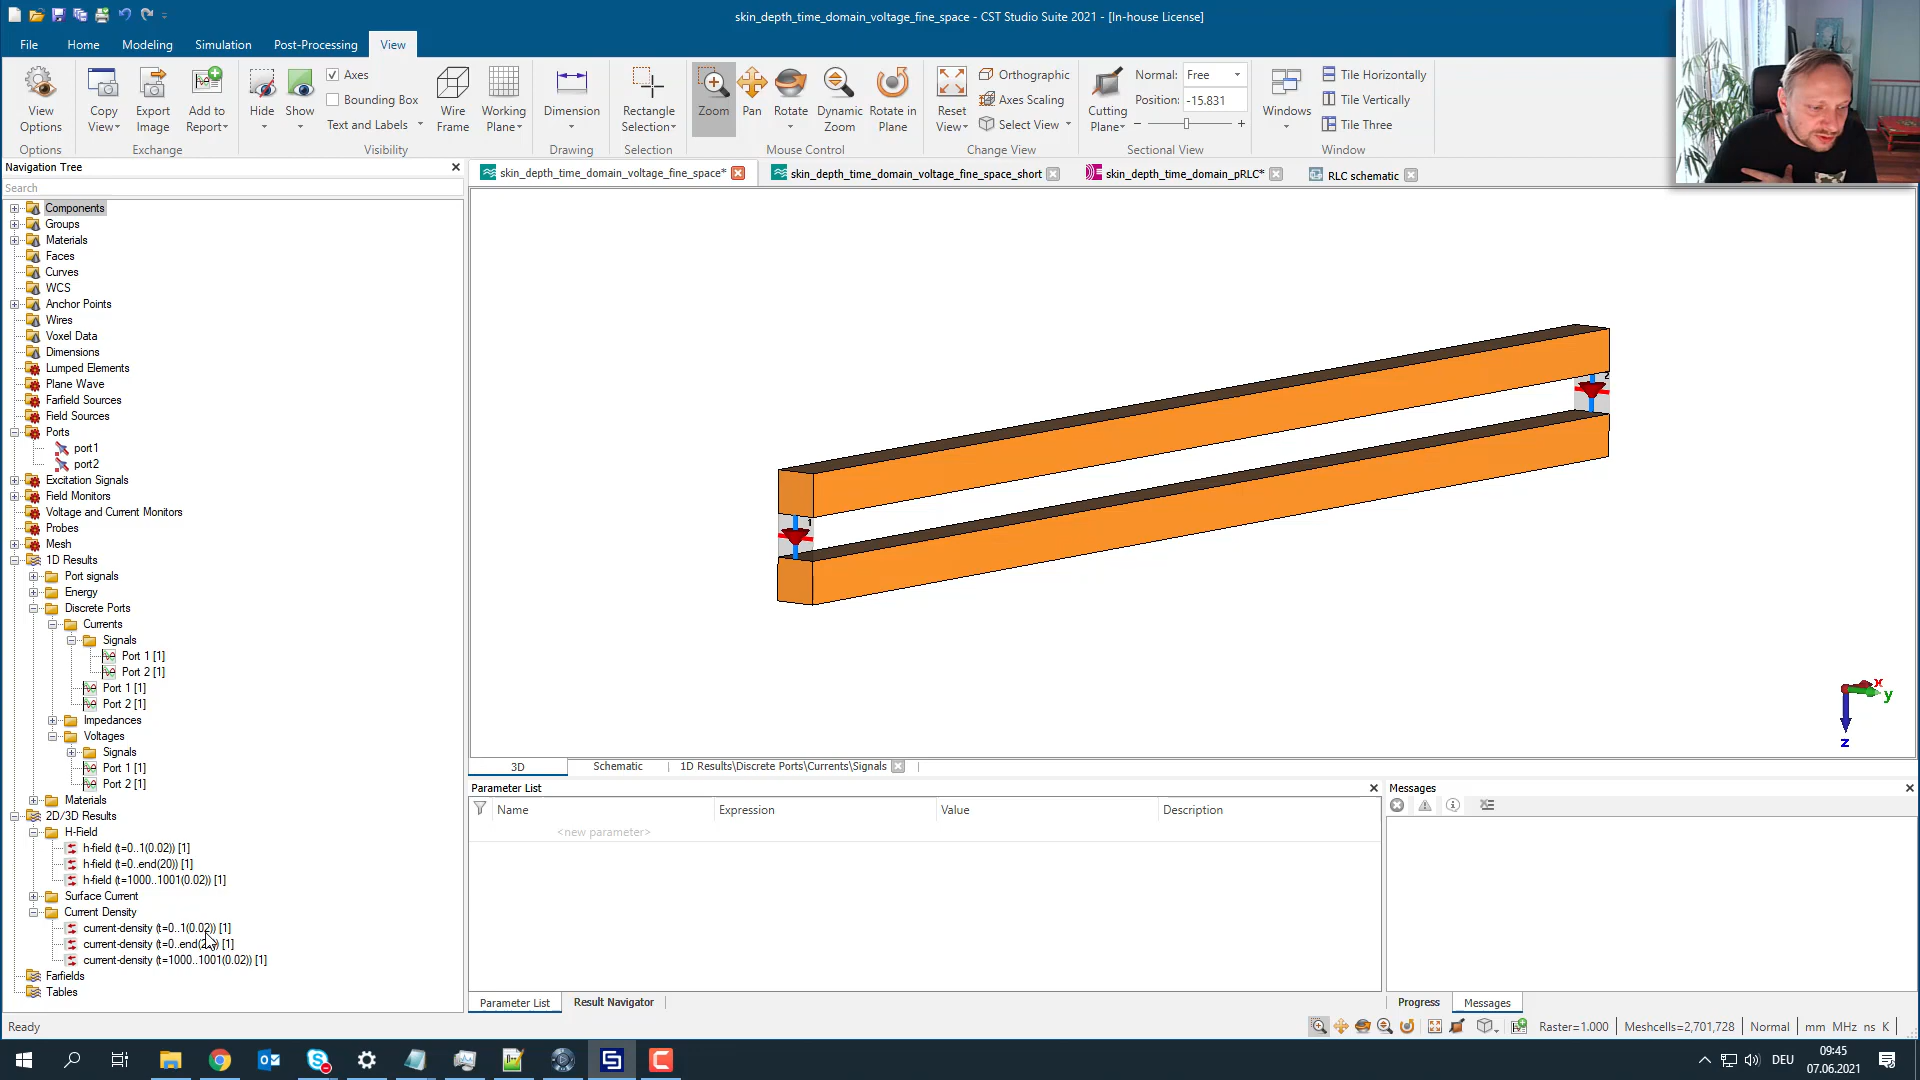 skin_depth_time_domain_voltage_fine_space - CST Studio Suite 2021 - [In-house License]
File Home Modeling Simulation Post-Processing View
View Options
Options
Copy View
Export Image
Add to Report
Exchange
Hide
Show
Axes
Bounding Box
Text and Labels
Wire Frame
Working Plane
Visibility
Dimension
Drawing
Rectangle Selection
Selection
Zoom
Pan
Rotate
Dynamic Zoom
Rotate in Plane
Mouse Control
Reset View
Orthographic
Axes Scaling
Select View
Change View
Cutting Plane
Normal: Free
Position: -15.831
Sectional View
Windows
Tile Horizontally
Tile Vertically
Tile Three
Window
Navigation Tree
Search
skin_depth_time_domain_voltage_fine_space*
skin_depth_time_domain_voltage_fine_space_short
skin_depth_time_domain_pRLC*
RLC schematic
Components
Groups
Materials
Faces
Curves
WCS
Anchor Points
Wires
Voxel Data
Dimensions
Lumped Elements
Plane Wave
Farfield Sources
Field Sources
Ports
port1
port2
Excitation Signals
Field Monitors
Voltage and Current Monitors
Probes
Mesh
1D Results
Port signals
Energy
Discrete Ports
Currents
Signals
Port 1 [1]
Port 2 [1]
Port 1 [1]
Port 2 [1]
Impedances
Voltages
Signals
Port 1 [1]
Port 2 [1]
Materials
2D/3D Results
H-Field
h-field (t=0..1(0.02)) [1]
h-field (t=0..end(20)) [1]
h-field (t=1000..1001(0.02)) [1]
Surface Current
Current Density
current-density (t=0..1(0.02)) [1]
current-density (t=0..end(2 [1]
current-density (t=1000..1001(0.02)) [1]
Farfields
Tables
1
2
x
y
z
3D Schematic 1D Results\Discrete Ports\Currents\Signals
Parameter List
Name Expression Value Description
<new parameter>
Parameter List Result Navigator
Messages
Progress Messages
Ready
Raster=1.000 Meshcells=2,701,728 Normal mm MHz ns K
DEU
09:45
07.06.2021